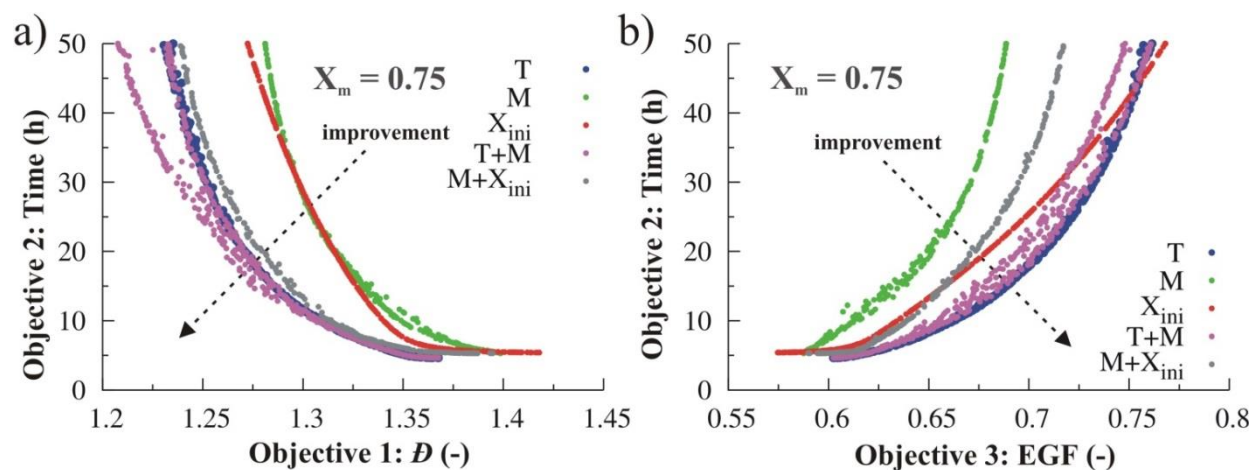 a)
50
40
30
20
10
0
Objective 2: Time (h)
X_m = 0.75
improvement
T
M
X_ini
T+M
M+X_ini
1.2
1.25
1.3
1.35
1.4
1.45
Objective 1: Đ (-)
b)
50
40
30
20
10
0
Objective 2: Time (h)
X_m = 0.75
improvement
T
M
X_ini
T+M
M+X_ini
0.55
0.6
0.65
0.7
0.75
0.8
Objective 3: EGF (-)